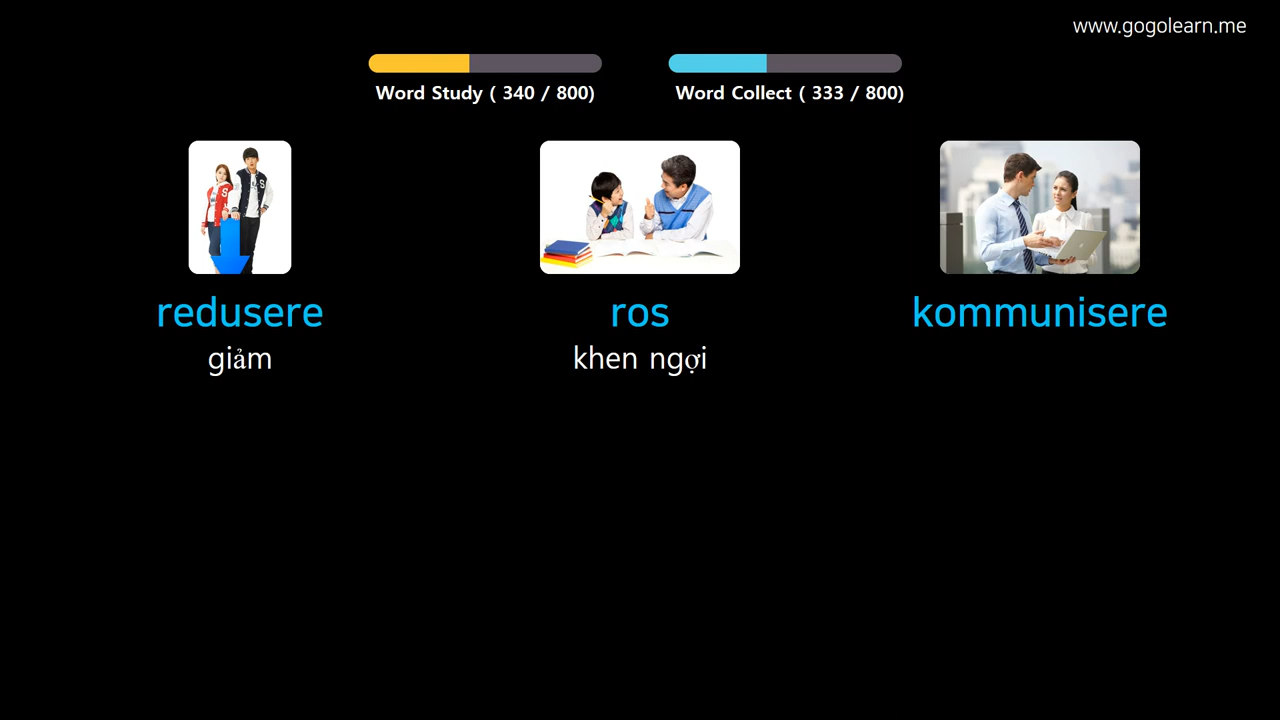 www.gogolearn.me
Word Study ( 340 / 800)
Word Collect ( 333 / 800)
redusere
ros
kommunisere
giảm
khen ngợi